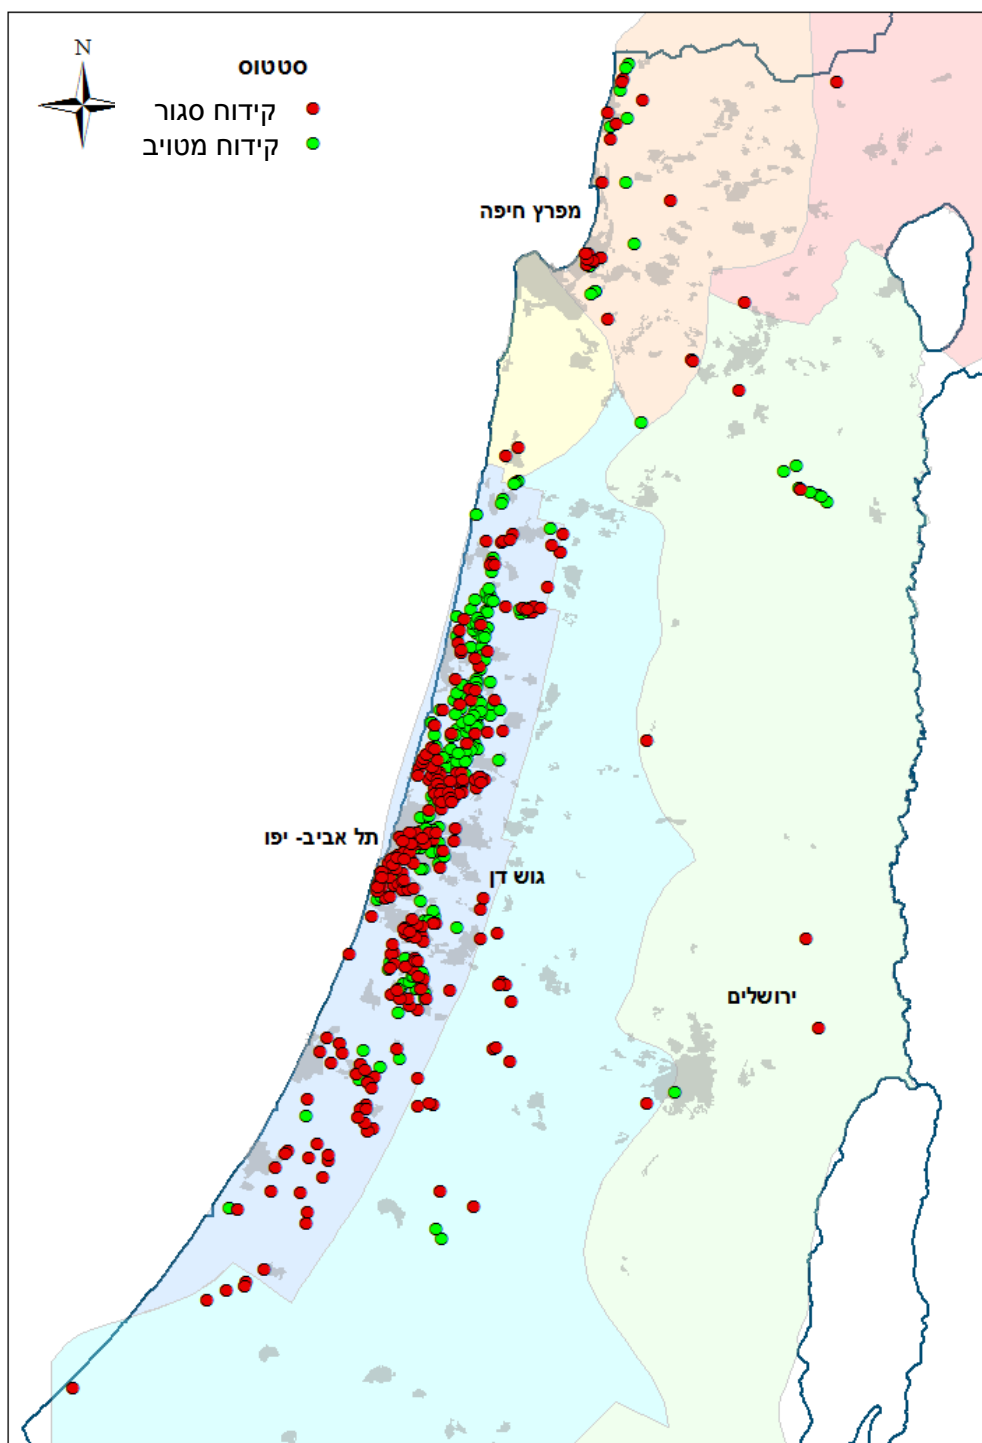 N
סטטוס
קידוח סגור
קידוח מטויב
מפרץ חיפה
תל אביב- יפו
גוש דן
ירושלים